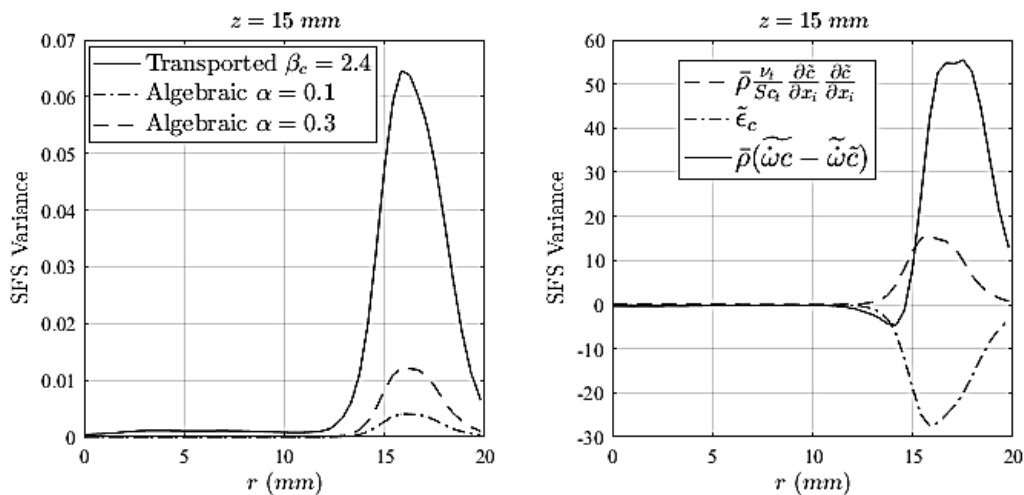 z = 15 mm
0.07
0.06
0.05
0.04
0.03
0.02
0.01
0
SFS Variance
Transported β_c = 2.4
Algebraic α = 0.1
Algebraic α = 0.3
0 5 10 15 20
r (mm)
z = 15 mm
60
50
40
30
20
10
0
-10
-20
-30
SFS Variance
ρ̄ ν_t/Sc_t ∂c̃/∂x_i ∂c̃/∂x_i
ϵ̃_c
ρ̄(\widetilde{ω̇c} − \widetilde{ω̇}c̃)
0 5 10 15 20
r (mm)